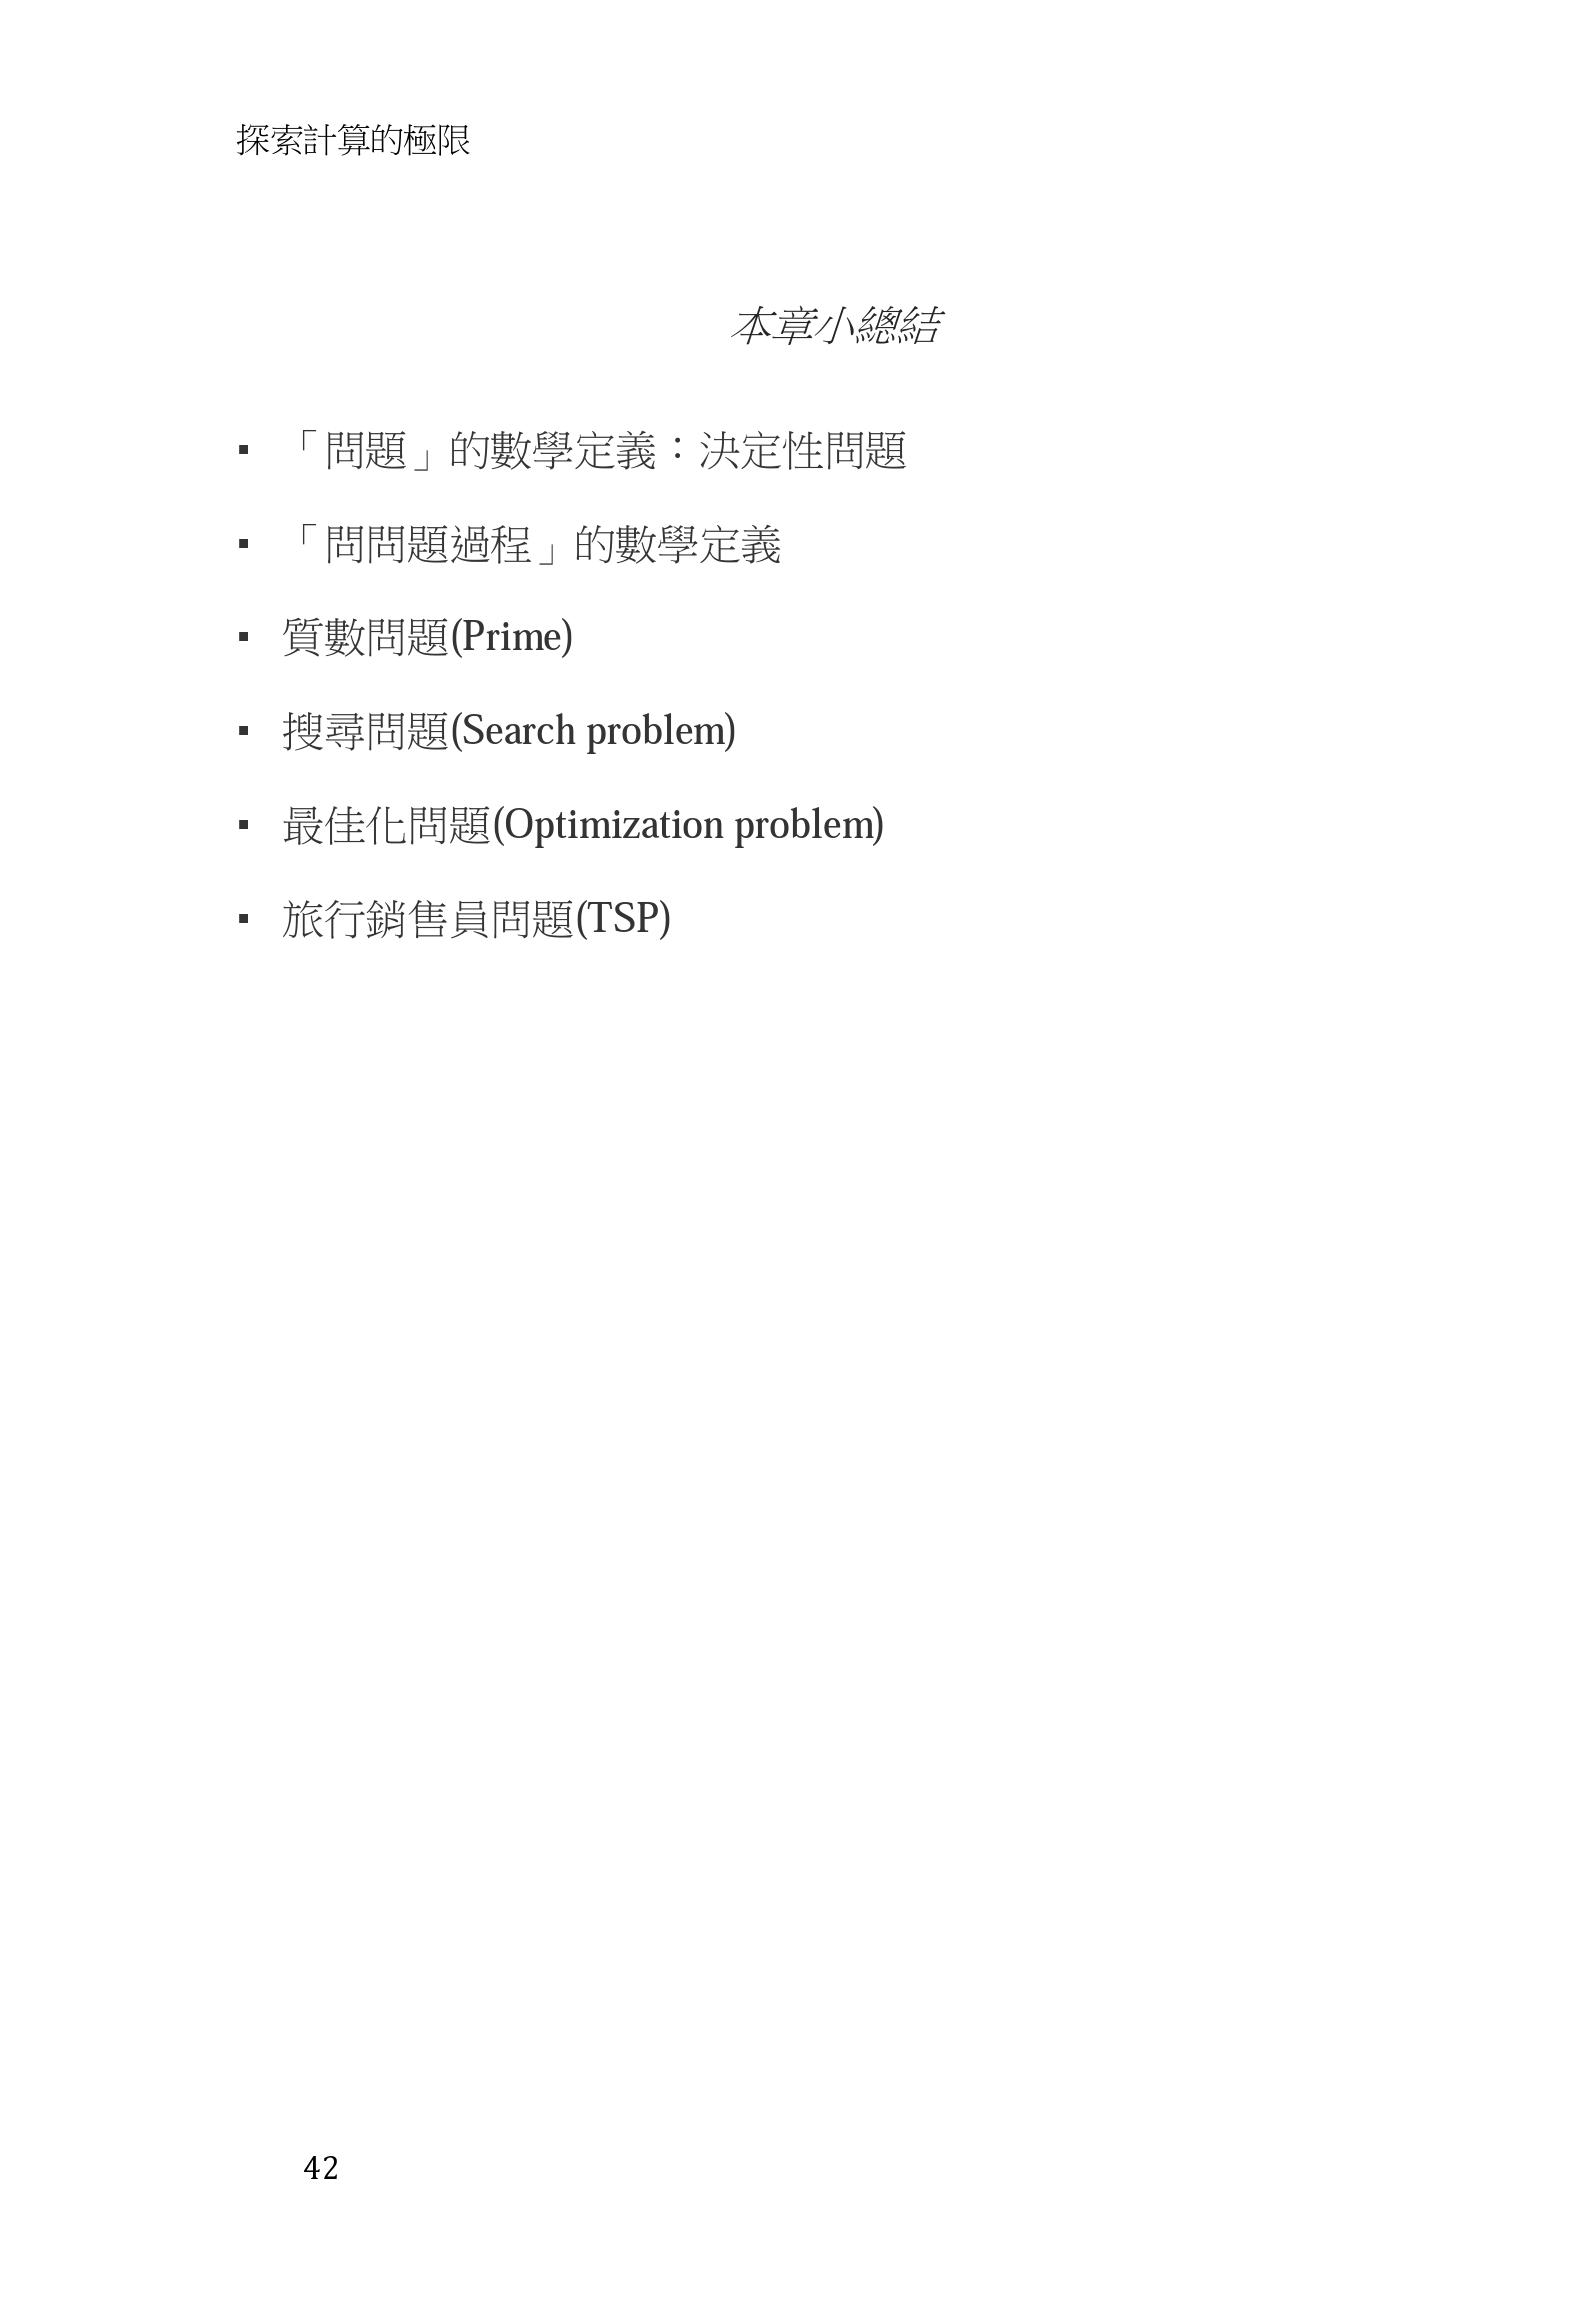 探索計算的極限
本章小總結
▪ 「問題」的數學定義：決定性問題
▪ 「問問題過程」的數學定義
▪ 質數問題(Prime)
▪ 搜尋問題(Search problem)
▪ 最佳化問題(Optimization problem)
▪ 旅行銷售員問題(TSP)
42